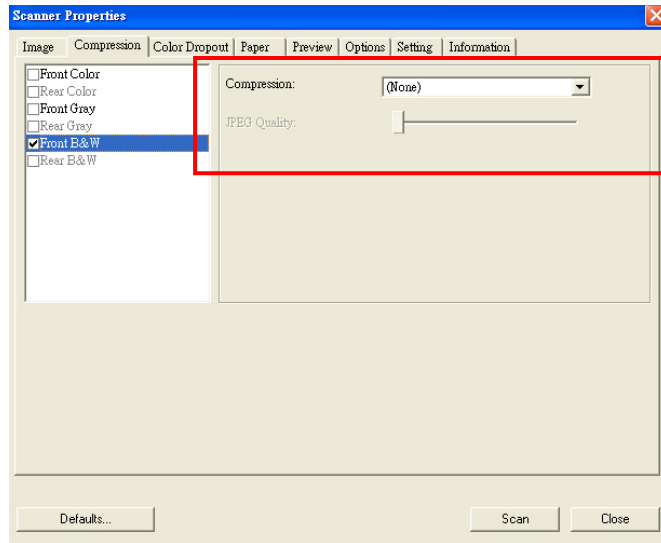 Scanner Properties
Image Compression Color Dropout Paper Preview Options Setting Information
Front Color
Rear Color
Front Gray
Rear Gray
Front B&W
Rear B&W
Compression: (None)
JPEG Quality:
Defaults... Scan Close